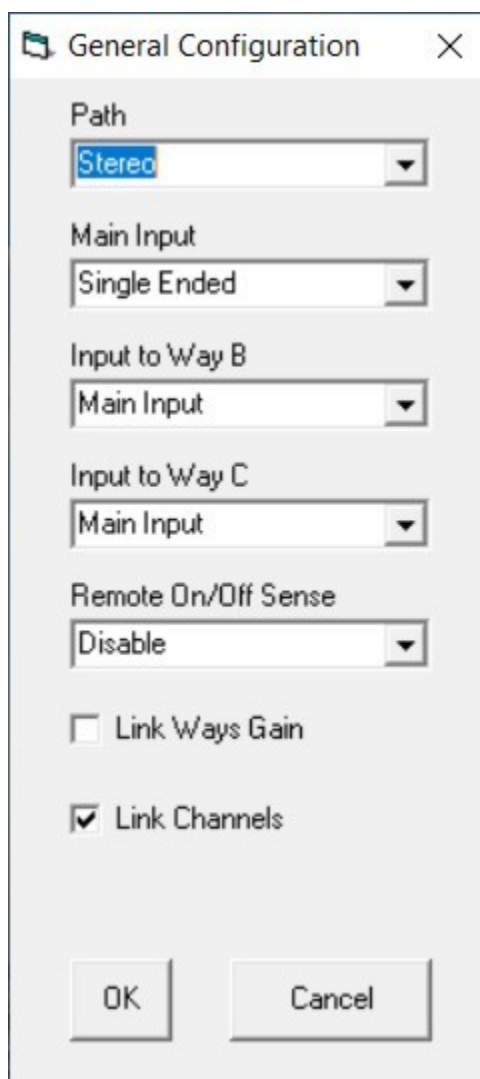 General Configuration
Path
Stereo
Main Input
Single Ended
Input to Way B
Main Input
Input to Way C
Main Input
Remote On/Off Sense
Disable
Link Ways Gain
Link Channels
OK Cancel